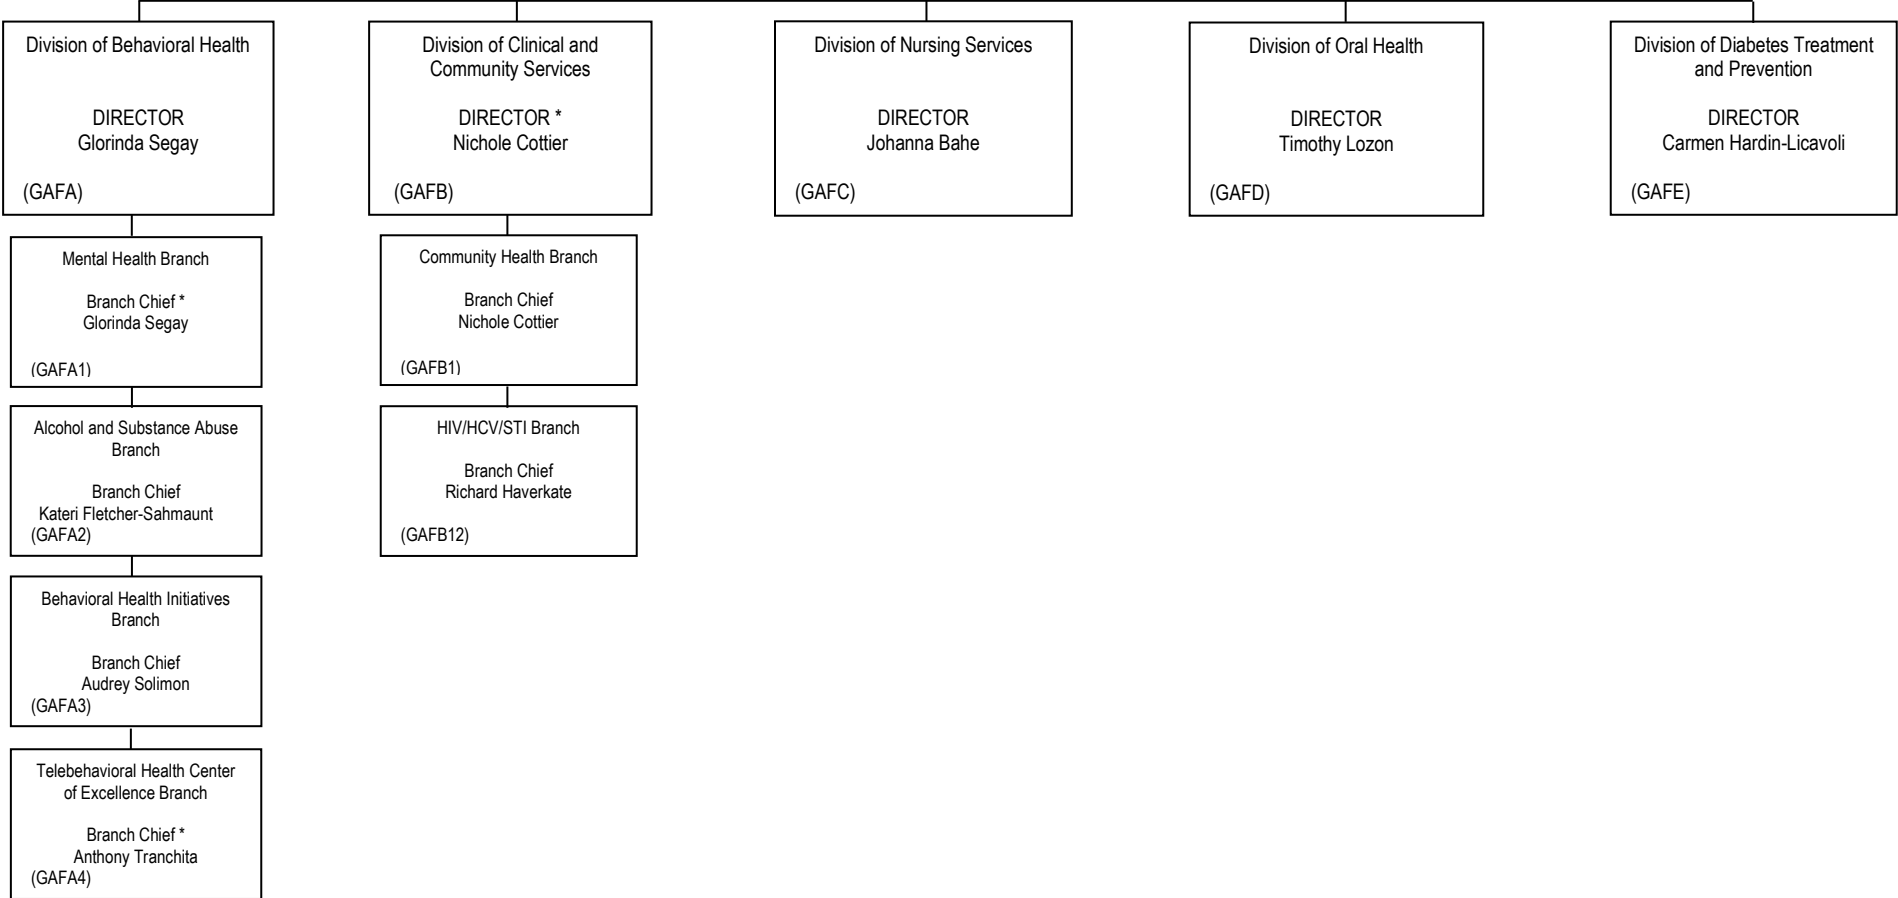 Division of Behavioral Health
DIRECTOR
Glorinda Segay
(GAFA)
Division of Clinical and
Community Services
DIRECTOR *
Nichole Cottier
(GAFB)
Division of Nursing Services
DIRECTOR
Johanna Bahe
(GAFC)
Division of Oral Health
DIRECTOR
Timothy Lozon
(GAFD)
Division of Diabetes Treatment
and Prevention
DIRECTOR
Carmen Hardin-Licavoli
(GAFE)
Mental Health Branch
Branch Chief *
Glorinda Segay
(GAFA1)
Alcohol and Substance Abuse
Branch
Branch Chief
Kateri Fletcher-Sahmaunt
(GAFA2)
Behavioral Health Initiatives
Branch
Branch Chief
Audrey Solimon
(GAFA3)
Telebehavioral Health Center
of Excellence Branch
Branch Chief *
Anthony Tranchita
(GAFA4)
Community Health Branch
Branch Chief
Nichole Cottier
(GAFB1)
HIV/HCV/STI Branch
Branch Chief
Richard Haverkate
(GAFB12)